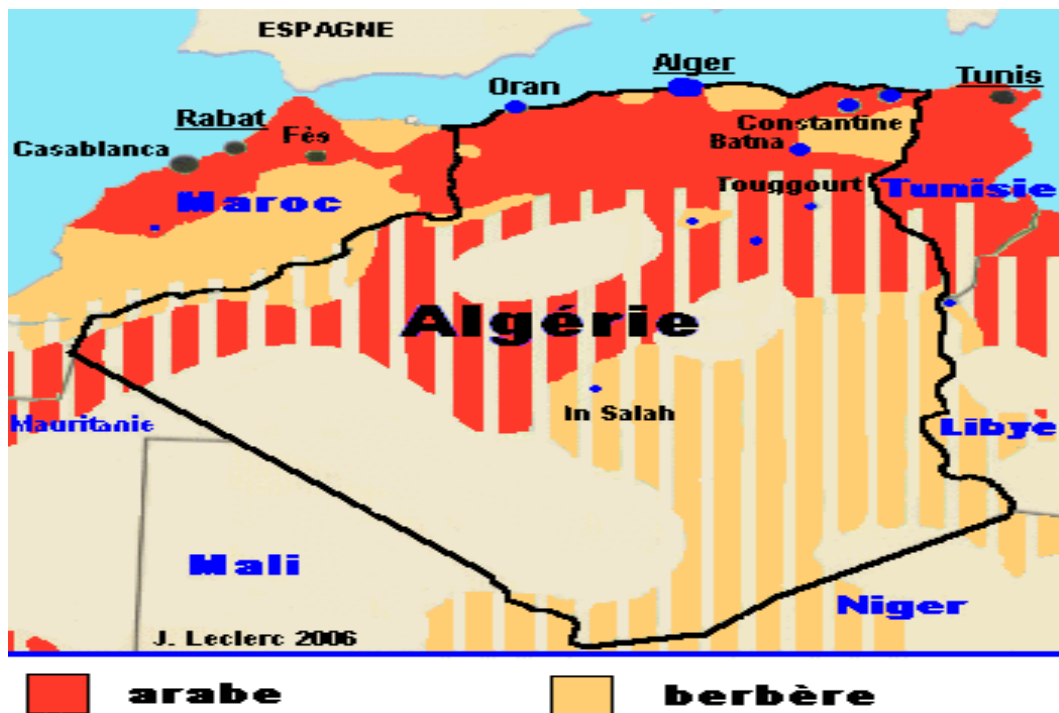 ESPAGNE
Alger
Oran
Tunis
Rabat
Constantine
Fès
Casablanca
Batna
Touggourt
Tunisie
Maroc
Algérie
In Salah
Mauritanie
Libye
Mali
Niger
J. Leclerc 2006
arabe
berbère